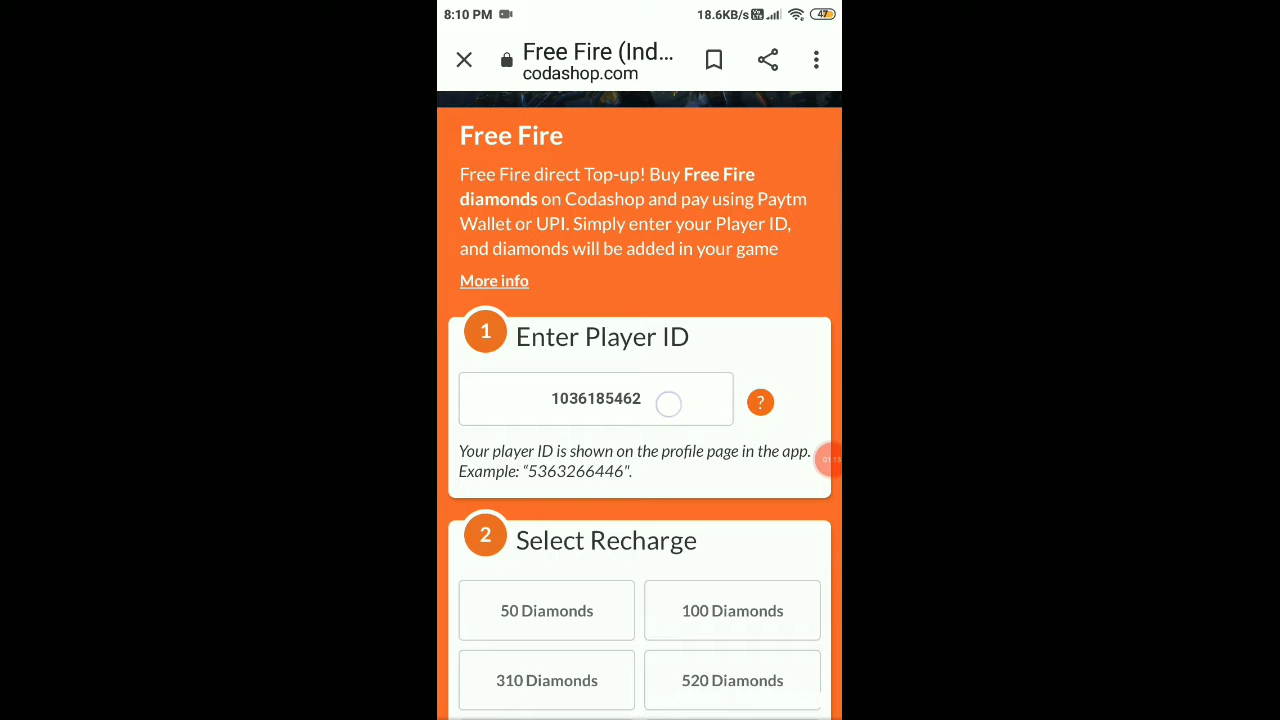 8:10 PM
18.6KB/s
47
Free Fire (Ind...
codashop.com
Free Fire
Free Fire direct Top-up! Buy Free Fire
diamonds on Codashop and pay using Paytm
Wallet or UPI. Simply enter your Player ID,
and diamonds will be added in your game
More info
1 Enter Player ID
1036185462
?
Your player ID is shown on the profile page in the app.
Example: “5363266446”.
01:13
2 Select Recharge
50 Diamonds
100 Diamonds
310 Diamonds
520 Diamonds